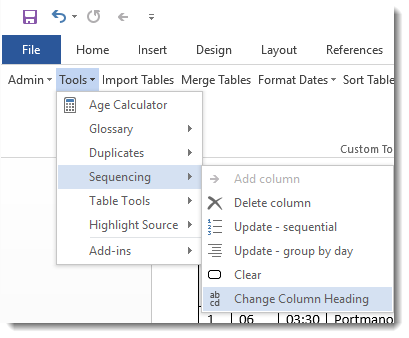 File Home Insert Design Layout References
Admin Tools Import Tables Merge Tables Format Dates Sort Table
Age Calculator
Glossary
Duplicates
Custom To
Sequencing
Add column
Delete column
Table Tools
Update - sequential
Highlight Source
Update - group by day
Add-ins
Clear
ab
cd
Change Column Heading
1 06 03:30 Portmano